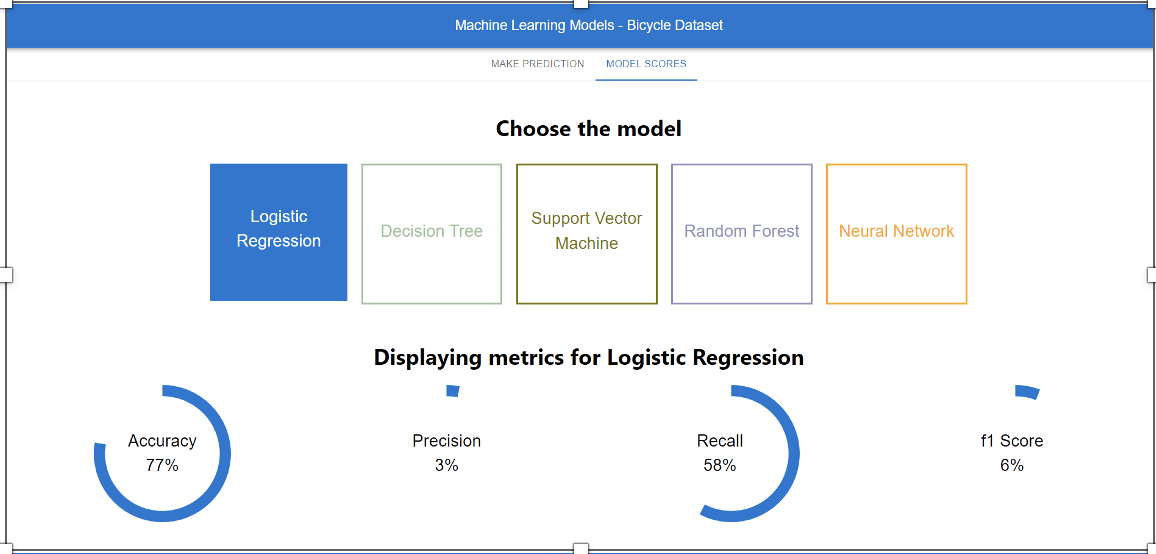 Machine Learning Models - Bicycle Dataset
MAKE PREDICTION MODEL SCORES
Choose the model
Logistic
Regression
Decision Tree
Support Vector
Machine
Random Forest
Neural Network
Displaying metrics for Logistic Regression
Accuracy
77%
Precision
3%
Recall
58%
f1 Score
6%